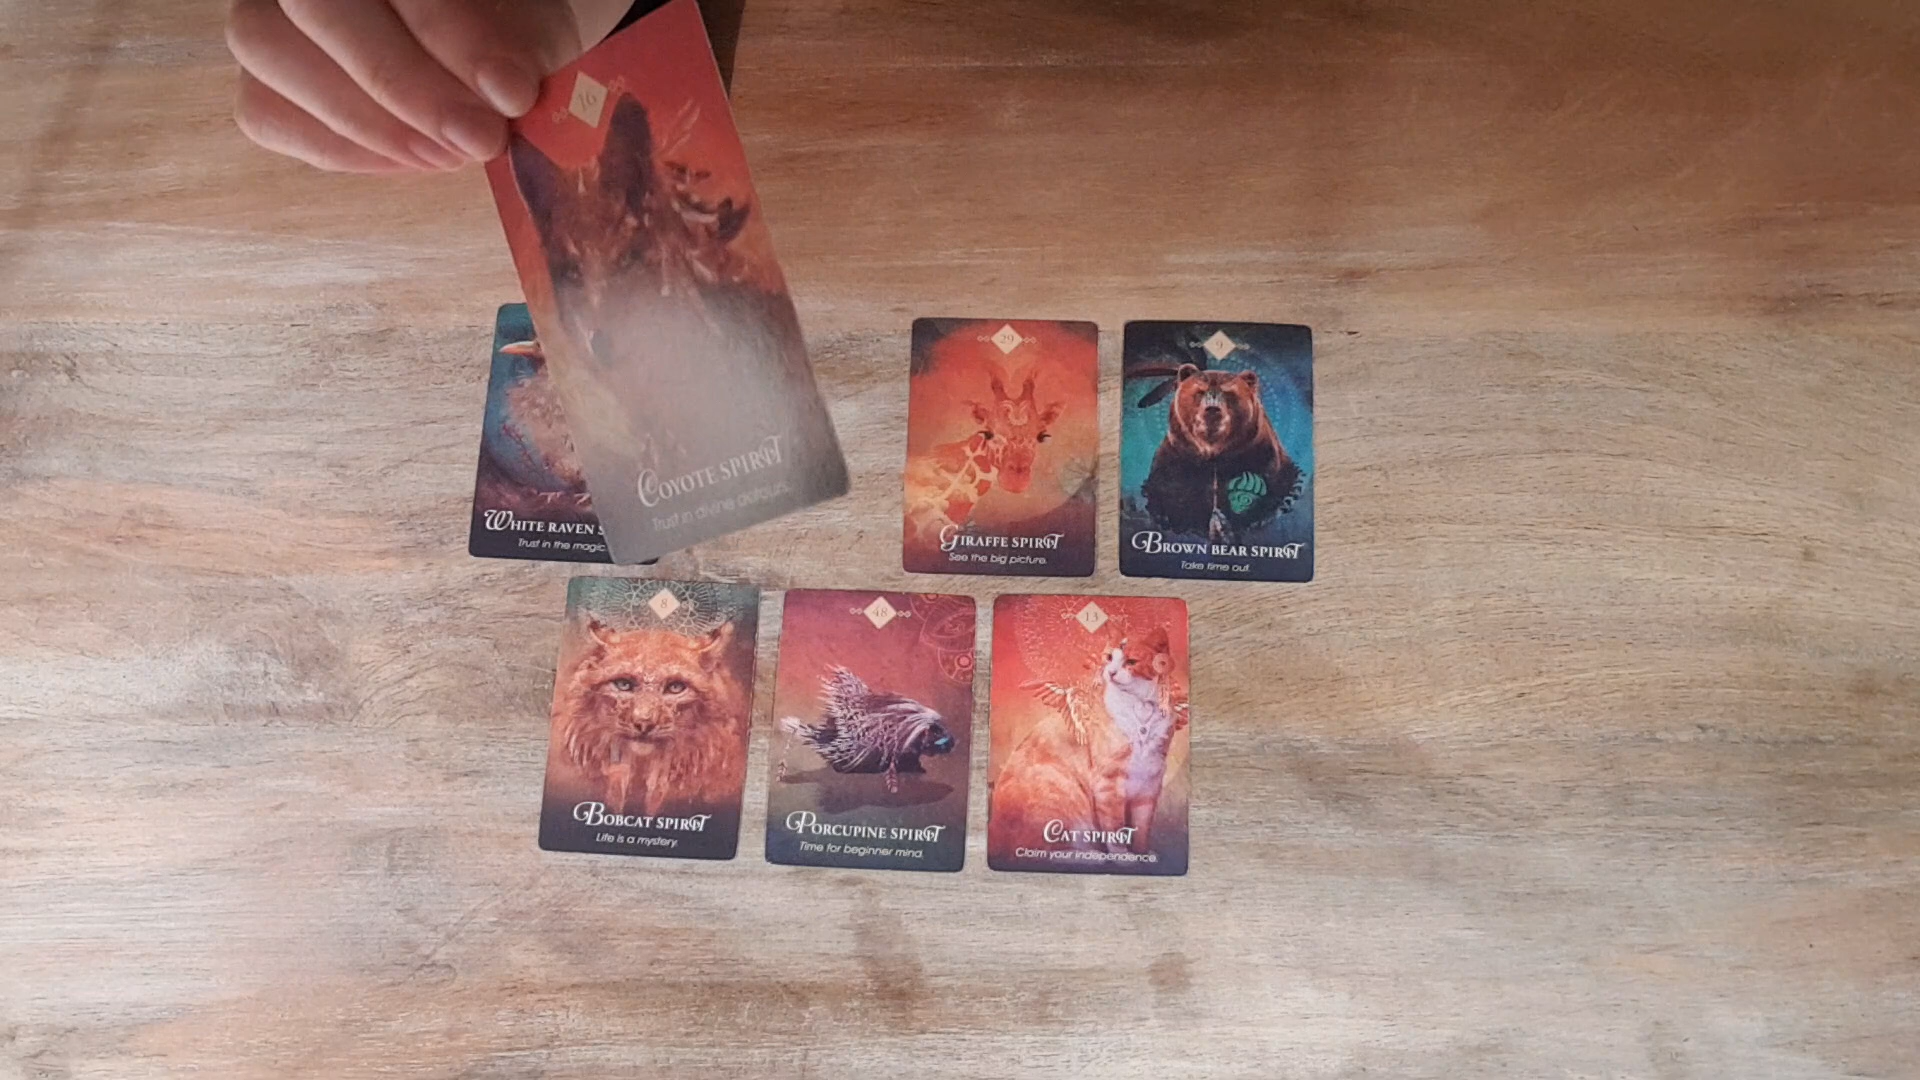 16
COYOTE SPIRIT
Trust in divine detours.
WHITE RAVEN
Trust in the magic.
29
GIRAFFE SPIRIT
See the big picture.
9
BROWN BEAR SPIRIT
Take time out.
8
BOBCAT SPIRIT
Life is a mystery.
48
PORCUPINE SPIRIT
Time for beginner mind.
13
CAT SPIRIT
Claim your independence.